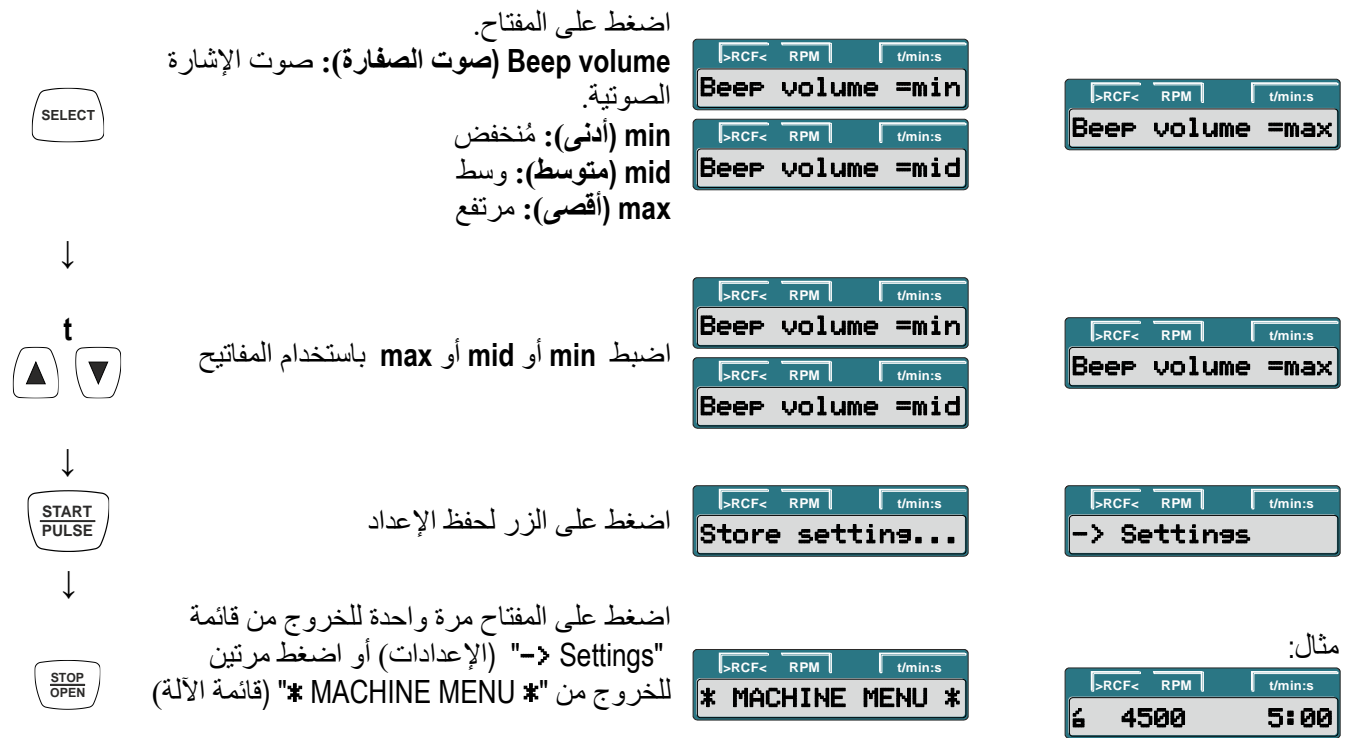 SELECT
اضغط على المفتاح.
Beep volume (صوت الصفارة): صوت الإشارة
الصوتية.
min (أدنى): مُنخفض
mid (متوسط): وسط
max (أقصى): مرتفع
>RCF< RPM t/min:s
Beep volume =min
>RCF< RPM t/min:s
Beep volume =mid
>RCF< RPM t/min:s
Beep volume =max
↓
t
▲ ▼
اضبط min أو mid أو max باستخدام المفاتيح
>RCF< RPM t/min:s
Beep volume =min
>RCF< RPM t/min:s
Beep volume =mid
>RCF< RPM t/min:s
Beep volume =max
↓
START
PULSE
اضغط على الزر لحفظ الإعداد
>RCF< RPM t/min:s
Store setting...
>RCF< RPM t/min:s
-> Settings
↓
STOP
OPEN
اضغط على المفتاح مرة واحدة للخروج من قائمة
"-> Settings" (الإعدادات) أو اضغط مرتين
للخروج من "* MACHINE MENU *" (قائمة الآلة)
>RCF< RPM t/min:s
* MACHINE MENU *
مثال:
>RCF< RPM t/min:s
4500 5:00